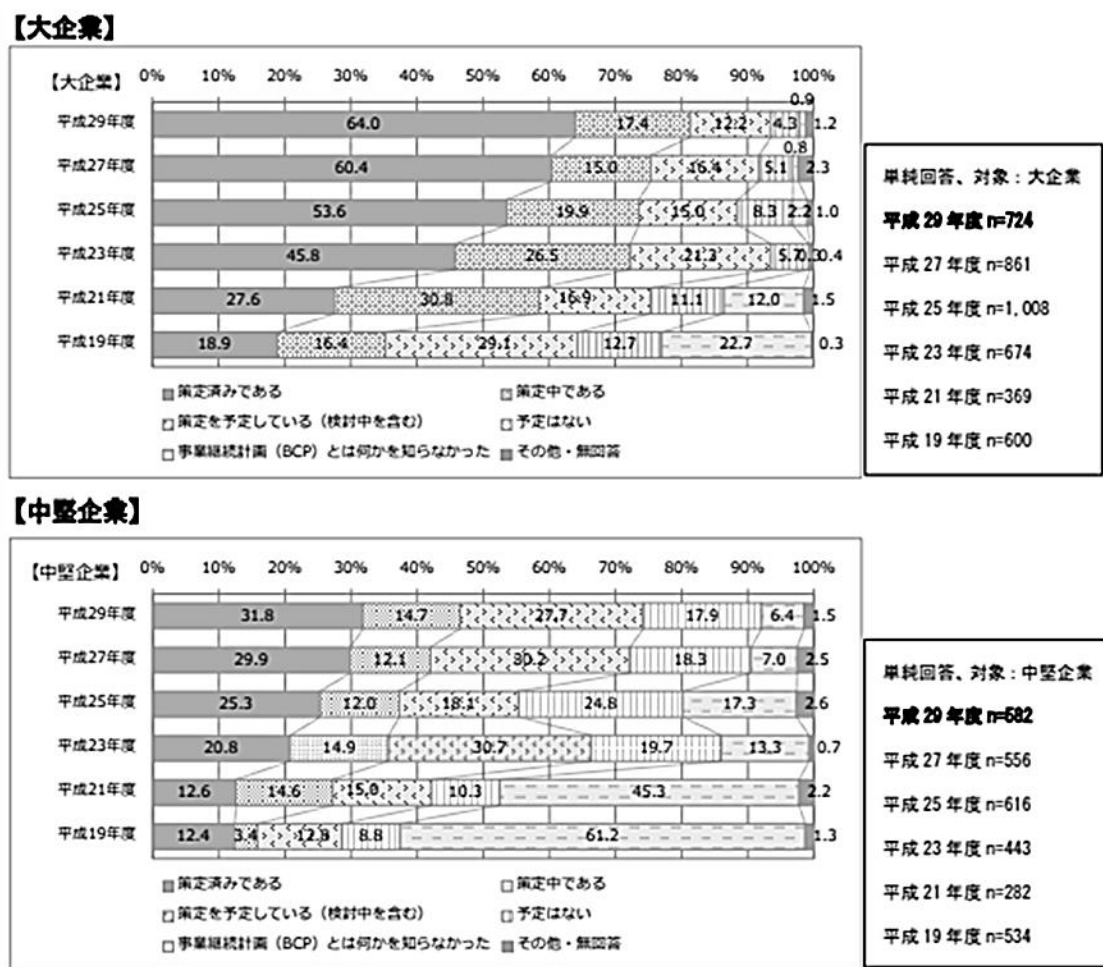 【大企業】
【大企業】 0% 10% 20% 30% 40% 50% 60% 70% 80% 90% 100%
平成29年度 64.0 17.4 12.2 4.3 0.9 1.2
平成27年度 60.4 15.0 16.4 5.1 0.8 2.3
平成25年度 53.6 19.9 15.0 8.3 2.2 1.0
平成23年度 45.8 26.5 21.3 5.7 0.3 0.4
平成21年度 27.6 30.8 16.9 11.1 12.0 1.5
平成19年度 18.9 16.4 29.1 12.7 22.7 0.3
策定済みである 策定中である
策定を予定している（検討中を含む） 予定はない
事業継続計画（BCP）とは何かを知らなかった その他・無回答
単純回答、対象：大企業
平成 29 年度 n=724
平成 27 年度 n=861
平成 25 年度 n=1,008
平成 23 年度 n=674
平成 21 年度 n=369
平成 19 年度 n=600
【中堅企業】
【中堅企業】 0% 10% 20% 30% 40% 50% 60% 70% 80% 90% 100%
平成29年度 31.8 14.7 27.7 17.9 6.4 1.5
平成27年度 29.9 12.1 30.2 18.3 7.0 2.5
平成25年度 25.3 12.0 18.1 24.8 17.3 2.6
平成23年度 20.8 14.9 30.7 19.7 13.3 0.7
平成21年度 12.6 14.6 15.0 10.3 45.3 2.2
平成19年度 12.4 3.4 12.8 8.8 61.2 1.3
策定済みである 策定中である
策定を予定している（検討中を含む） 予定はない
事業継続計画（BCP）とは何かを知らなかった その他・無回答
単純回答、対象：中堅企業
平成 29 年度 n=582
平成 27 年度 n=556
平成 25 年度 n=616
平成 23 年度 n=443
平成 21 年度 n=282
平成 19 年度 n=534